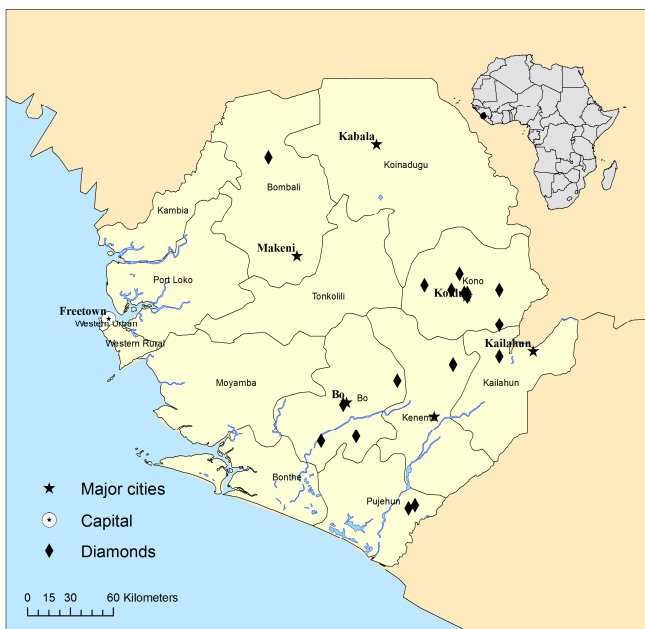 Kabala
Koinadugu
Bombali
Kambia
Makeni
Port Loko
Kono
Koidu
Tonkolili
Freetown
Western Urban
Western Rural
Kailahun
Moyamba
Kailahun
Bo
Bo
Kenema
Bonthe
Pujehun
Major cities
Capital
Diamonds
0 15 30 60 Kilometers